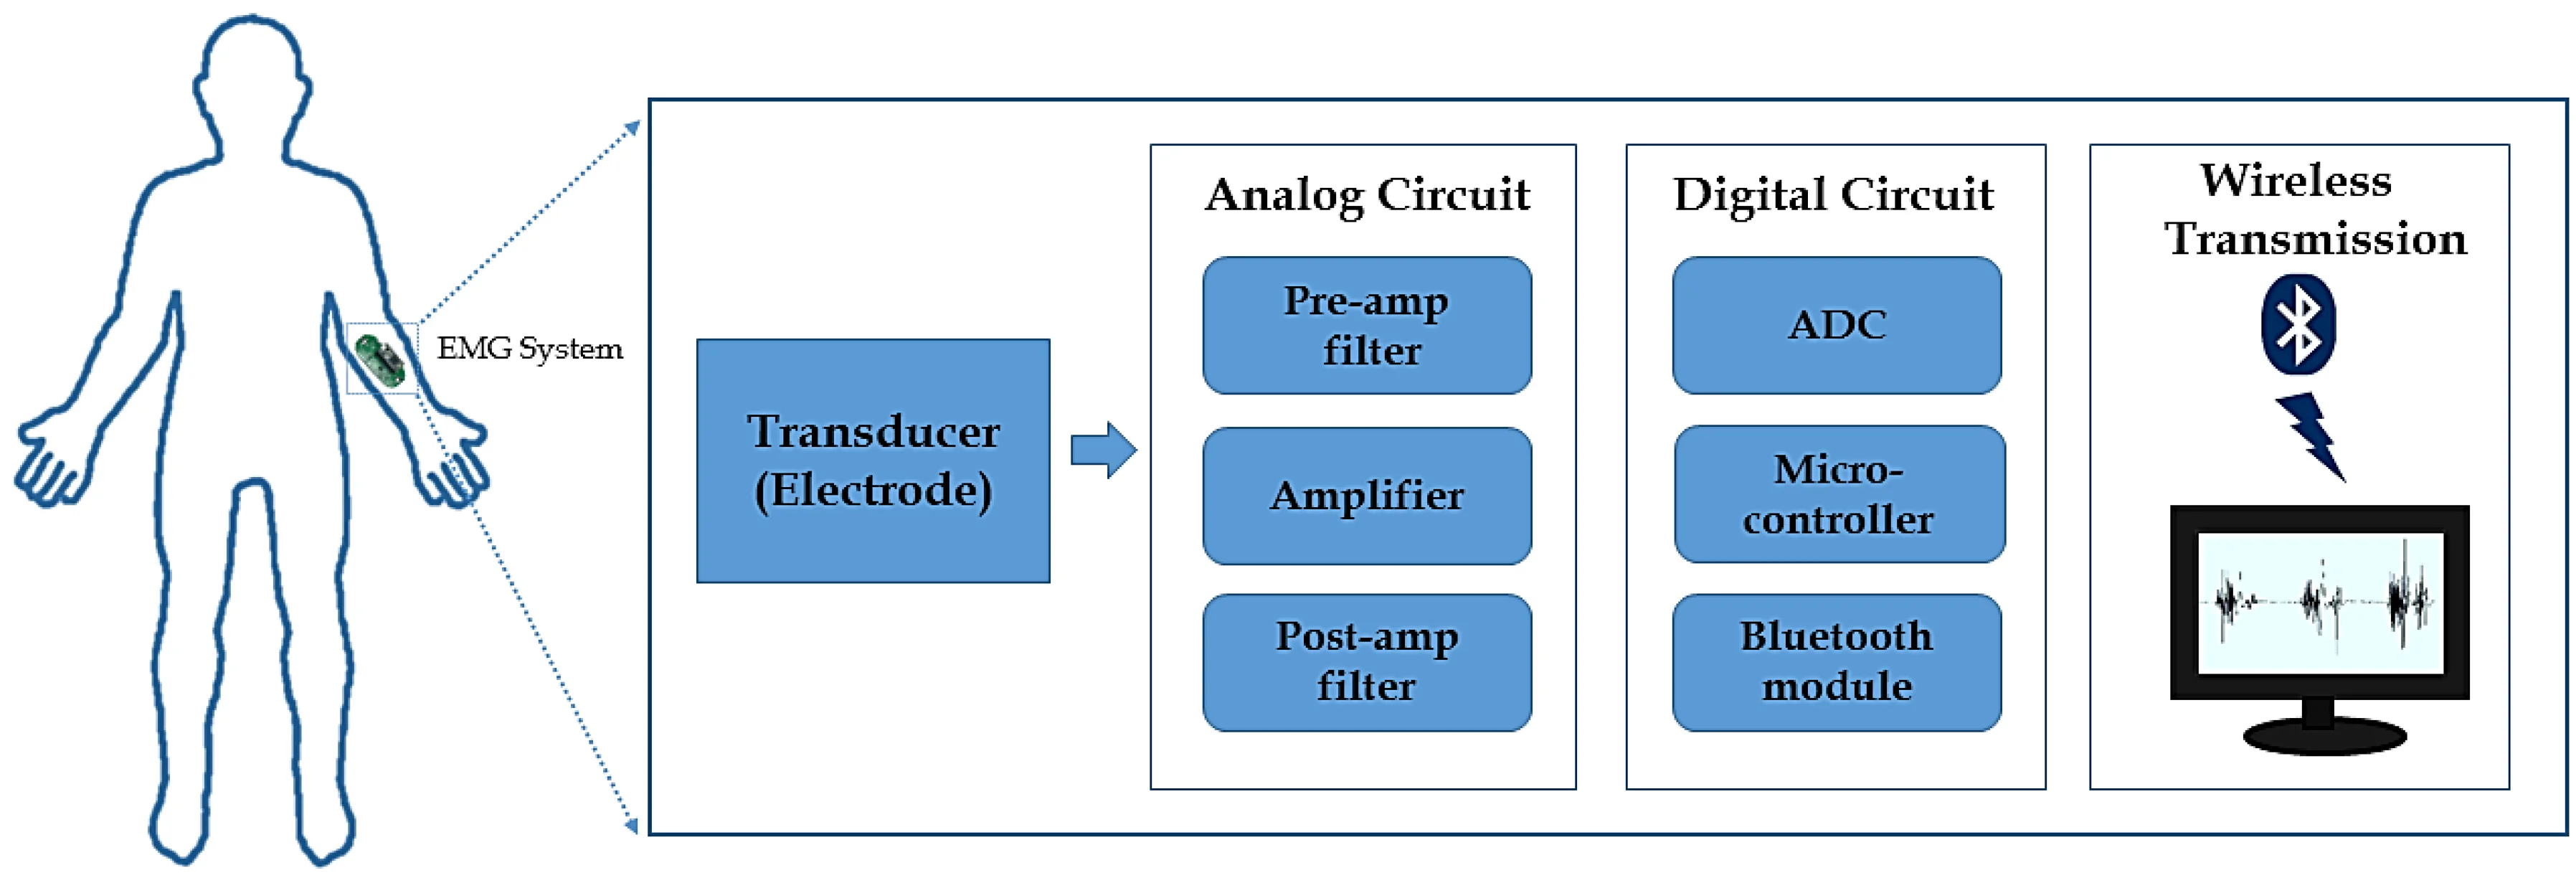 EMG System
Transducer
(Electrode)
Analog Circuit
Pre-amp
filter
Amplifier
Post-amp
filter
Digital Circuit
ADC
Micro-
controller
Bluetooth
module
Wireless
Transmission